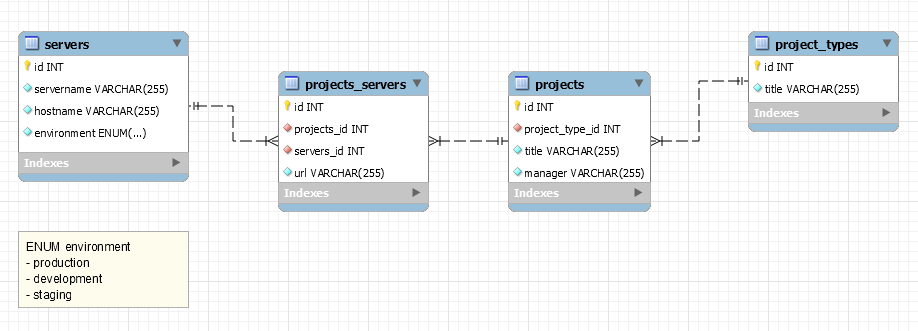 servers
id INT
servername VARCHAR(255)
hostname VARCHAR(255)
environment ENUM(...)
Indexes
projects_servers
id INT
projects_id INT
servers_id INT
url VARCHAR(255)
Indexes
projects
id INT
project_type_id INT
title VARCHAR(255)
manager VARCHAR(255)
Indexes
project_types
id INT
title VARCHAR(255)
Indexes
ENUM environment
- production
- development
- staging